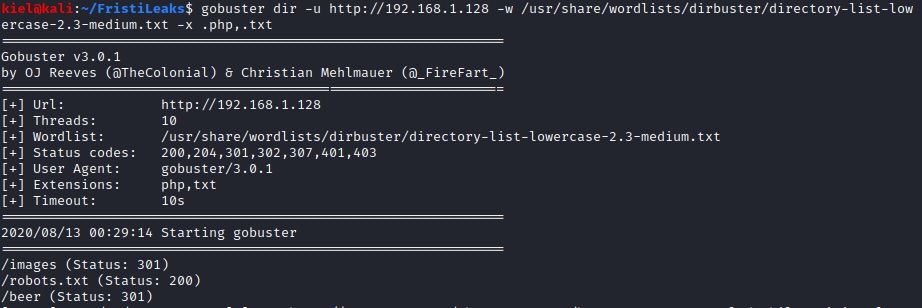 kiel@kali:~/FristiLeaks$ gobuster dir -u http://192.168.1.128 -w /usr/share/wordlists/dirbuster/directory-list-low
ercase-2.3-medium.txt -x .php,.txt
===============================================================
Gobuster v3.0.1
by OJ Reeves (@TheColonial) & Christian Mehlmauer (@_FireFart_)
===============================================================
[+] Url:            http://192.168.1.128
[+] Threads:        10
[+] Wordlist:       /usr/share/wordlists/dirbuster/directory-list-lowercase-2.3-medium.txt
[+] Status codes:   200,204,301,302,307,401,403
[+] User Agent:     gobuster/3.0.1
[+] Extensions:     php,txt
[+] Timeout:        10s
===============================================================
2020/08/13 00:29:14 Starting gobuster
===============================================================
/images (Status: 301)
/robots.txt (Status: 200)
/beer (Status: 301)